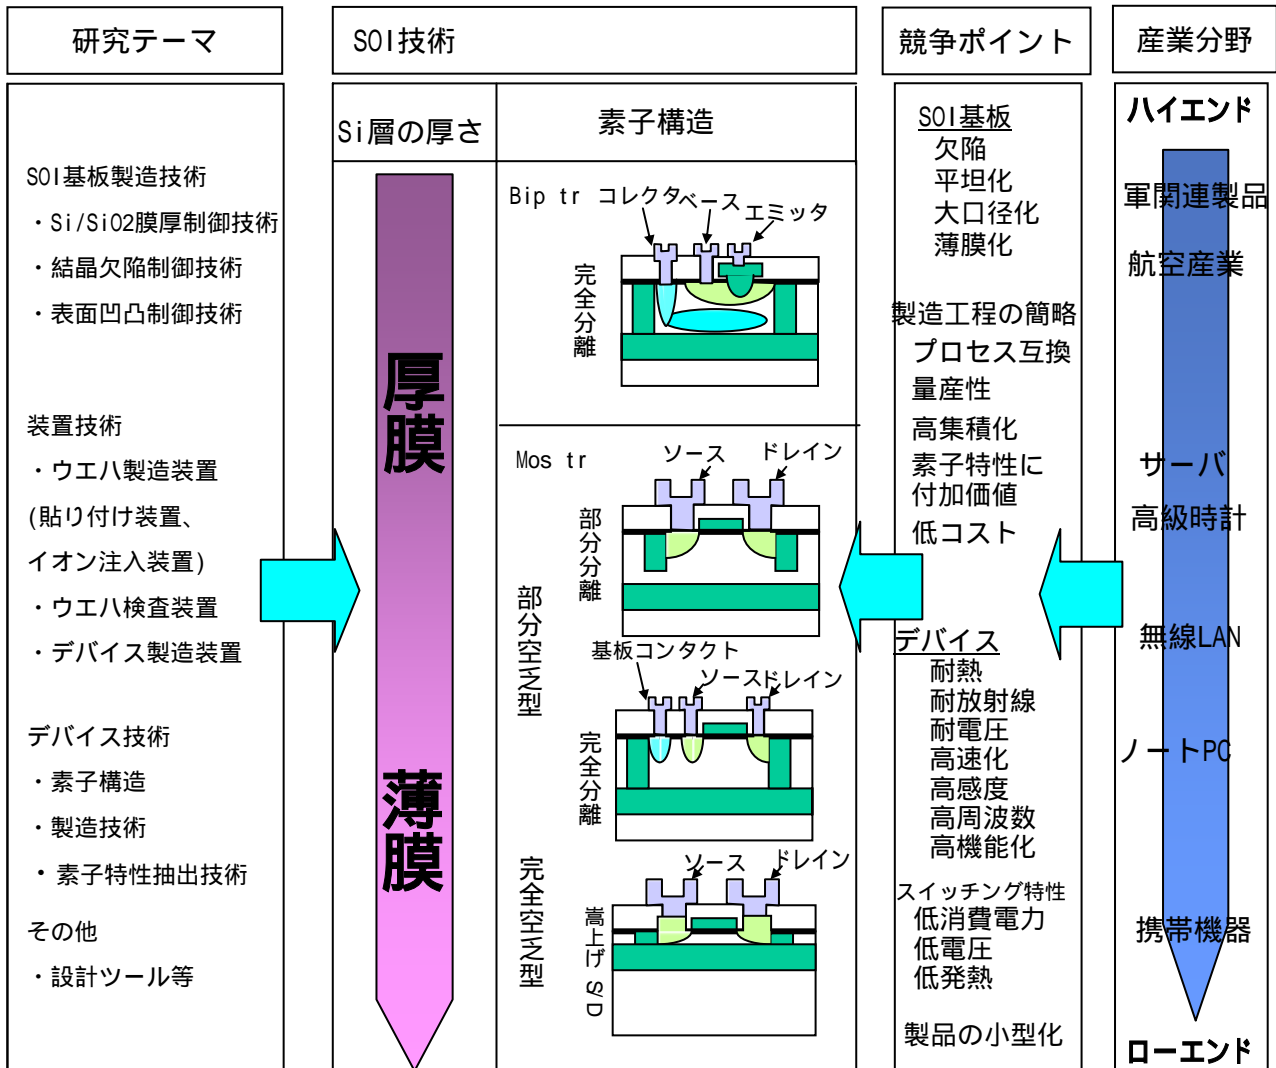 研究テーマ
SOI基板製造技術
・Si/SiO2膜厚制御技術
・結晶欠陥制御技術
・表面凹凸制御技術
装置技術
・ウエハ製造装置
(貼り付け装置、
イオン注入装置)
・ウエハ検査装置
・デバイス製造装置
デバイス技術
・素子構造
・製造技術
・素子特性抽出技術
その他
・設計ツール等
SOI技術
Si層の厚さ
厚膜
薄膜
素子構造
Bip tr
コレクタ
ベース
エミッタ
完全分離
Mos tr
ソース
ドレイン
部分分離
部分空乏型
基板コンタクト
ソース
ドレイン
完全分離
完全空乏型
ソース
ドレイン
嵩上げ S/D
競争ポイント
SOI基板
欠陥
平坦化
大口径化
薄膜化
製造工程の簡略
プロセス互換
量産性
高集積化
素子特性に
付加価値
低コスト
デバイス
耐熱
耐放射線
耐電圧
高速化
高感度
高周波数
高機能化
スイッチング特性
低消費電力
低電圧
低発熱
製品の小型化
産業分野
ハイエンド
軍関連製品
航空産業
サーバ
高級時計
無線LAN
ノートPC
携帯機器
ローエンド